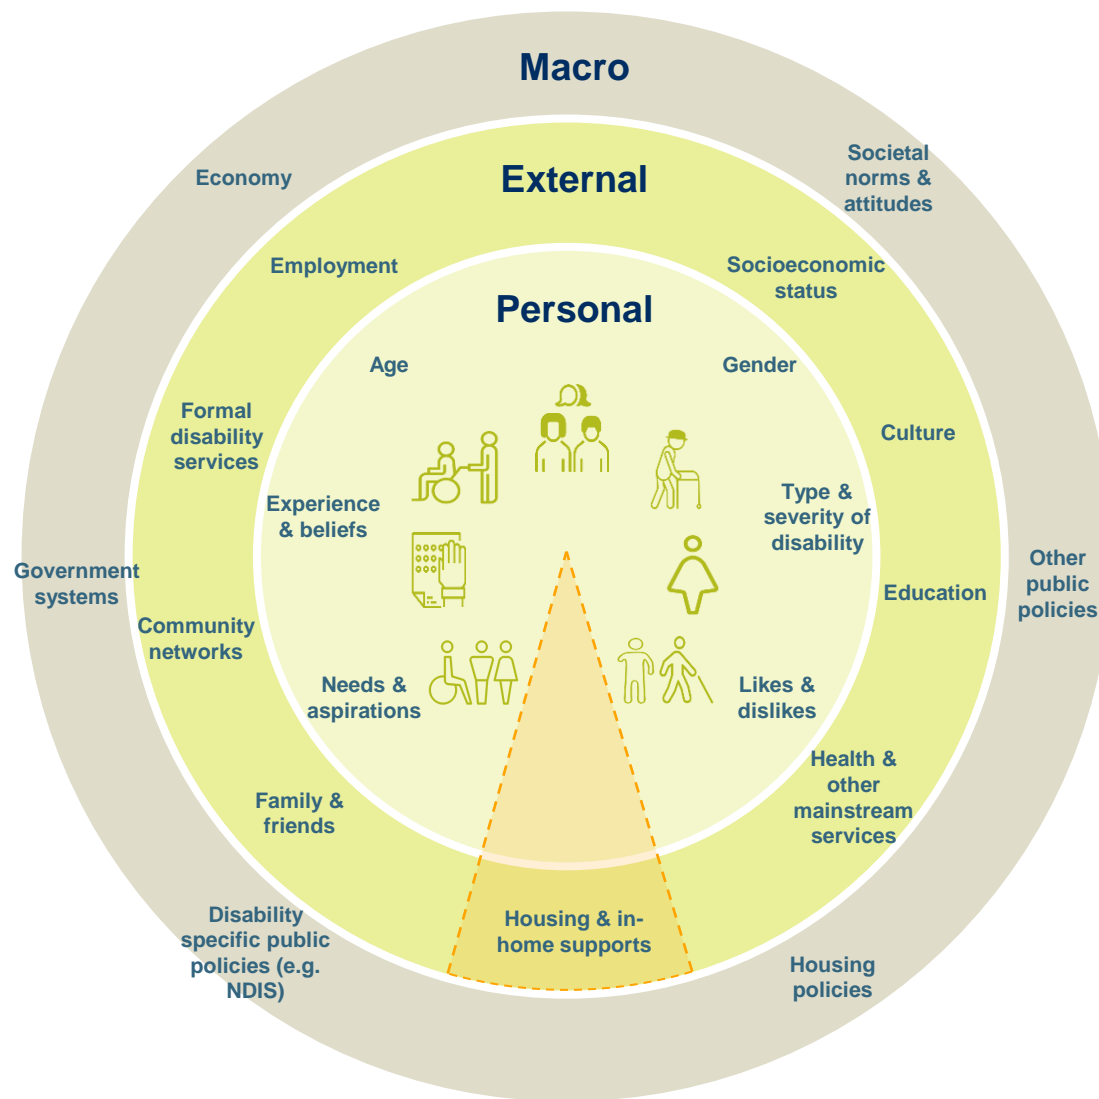 Macro
Economy
Societal
norms &
attitudes
External
Employment
Socioeconomic
status
Personal
Age
Gender
Formal
disability
services
Culture
Experience
& beliefs
Type &
severity of
disability
Government
systems
Other
public
policies
Community
networks
Education
Needs &
aspirations
Likes &
dislikes
Family &
friends
Health &
other
mainstream
services
Disability
specific public
policies (e.g.
NDIS)
Housing & in-
home supports
Housing
policies